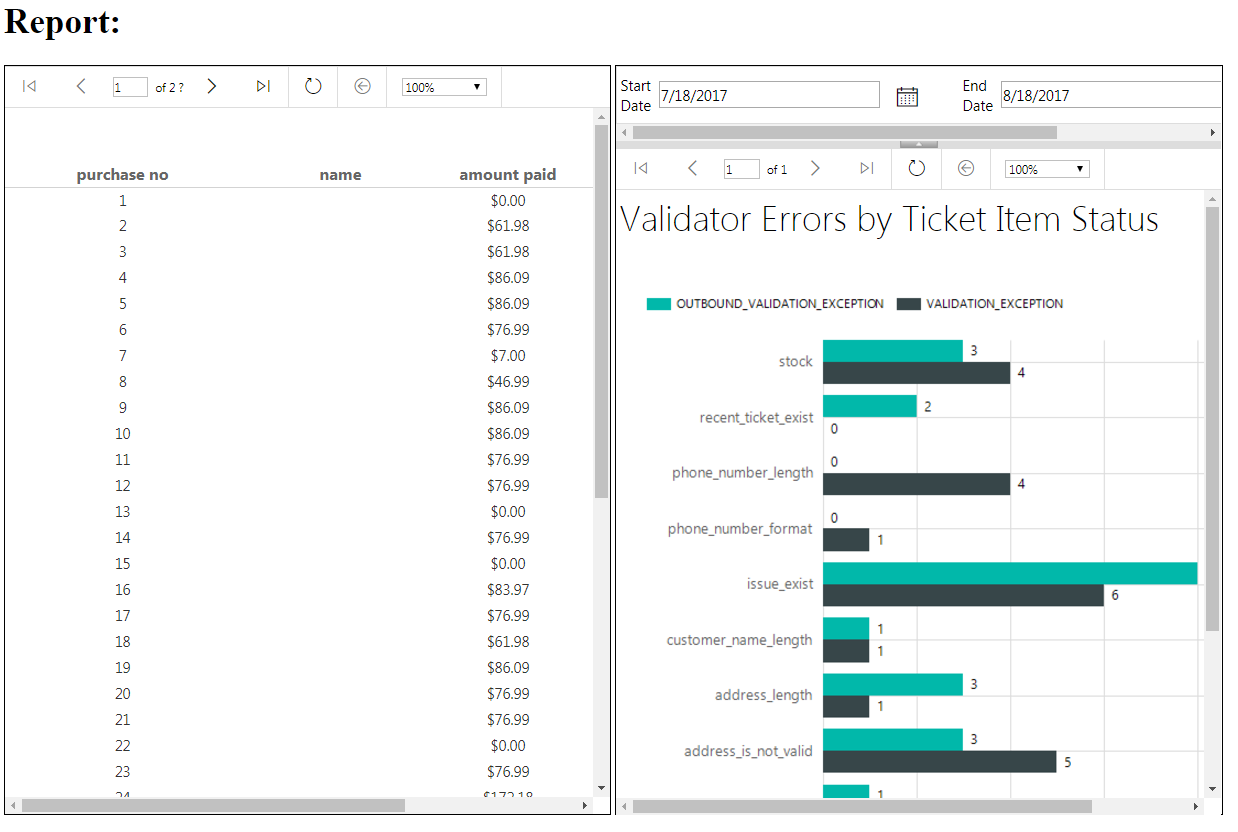 Report:
1 of 2 ? 100%
purchase no name amount paid
1 $0.00
2 $61.98
3 $61.98
4 $86.09
5 $86.09
6 $76.99
7 $7.00
8 $46.99
9 $86.09
10 $86.09
11 $76.99
12 $76.99
13 $0.00
14 $76.99
15 $0.00
16 $83.97
17 $76.99
18 $61.98
19 $86.09
20 $76.99
21 $76.99
22 $0.00
23 $76.99
24 $172.18
Start Date 7/18/2017 End Date 8/18/2017
1 of 1 100%
Validator Errors by Ticket Item Status
OUTBOUND_VALIDATION_EXCEPTION VALIDATION_EXCEPTION
stock 3
4
recent_ticket_exist 2
0
phone_number_length 0
4
phone_number_format 0
1
issue_exist 6
customer_name_length 1
1
address_length 3
1
address_is_not_valid 3
5
1